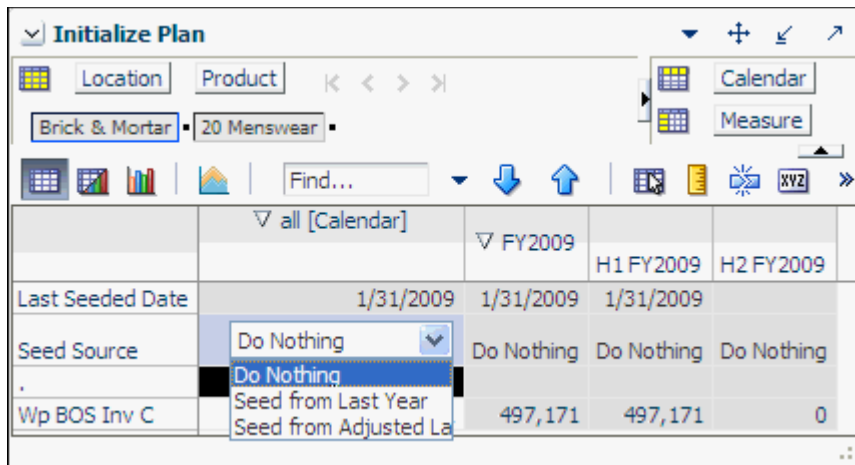 Initialize Plan
Location Product Calendar
Brick & Mortar 20 Menswear Measure
Find... XYZ
all [Calendar] FY2009 H1 FY2009 H2 FY2009
Last Seeded Date 1/31/2009 1/31/2009 1/31/2009
Seed Source Do Nothing Do Nothing Do Nothing Do Nothing
.
Do Nothing
Seed from Last Year
Seed from Adjusted La
Wp BOS Inv C 497,171 497,171 0